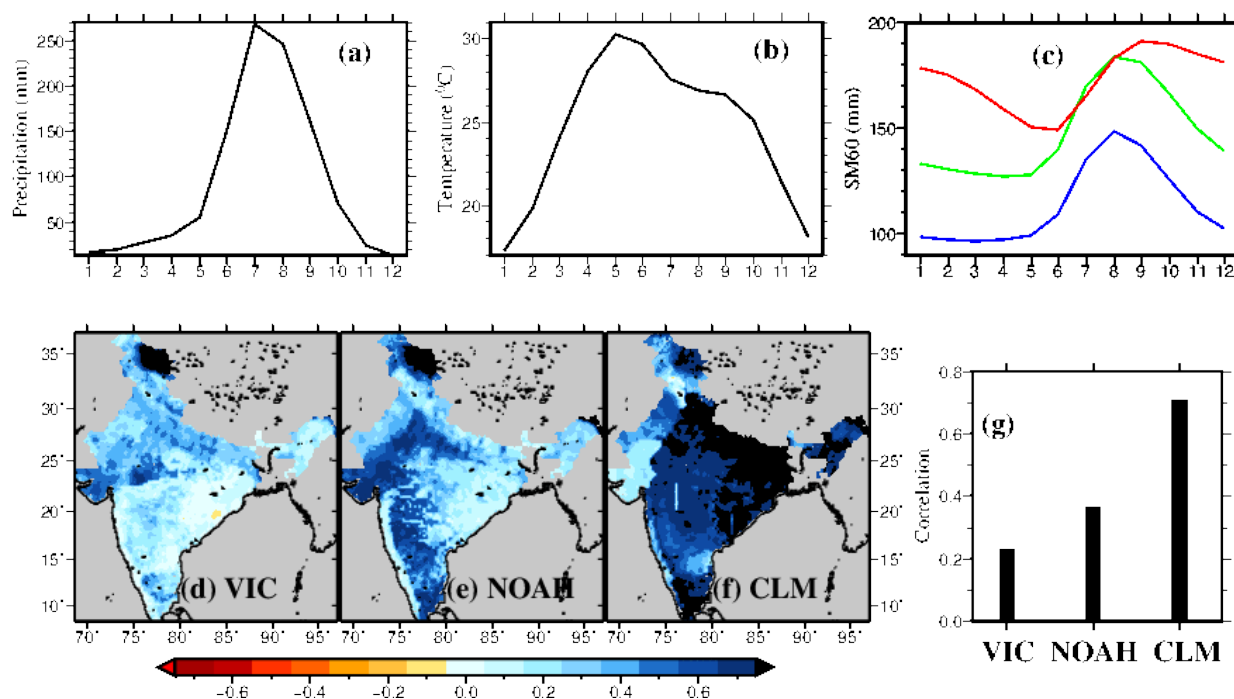 (a)
Precipitation (mm)
250
200
150
100
50
1 2 3 4 5 6 7 8 9 10 11 12
(b)
Temperature (°C)
30
25
20
1 2 3 4 5 6 7 8 9 10 11 12
(c)
SM60 (mm)
200
150
100
1 2 3 4 5 6 7 8 9 10 11 12
35° 35°
30° 30°
25° 25°
20° 20°
15° 15°
10° 10°
(d) VIC (e) NOAH (f) CLM
70° 75° 80° 85° 90° 95° 70° 75° 80° 85° 90° 95° 70° 75° 80° 85° 90° 95°
−0.6 −0.4 −0.2 0.0 0.2 0.4 0.6
(g)
Correlation
0.8
0.6
0.4
0.2
0.0
VIC NOAH CLM